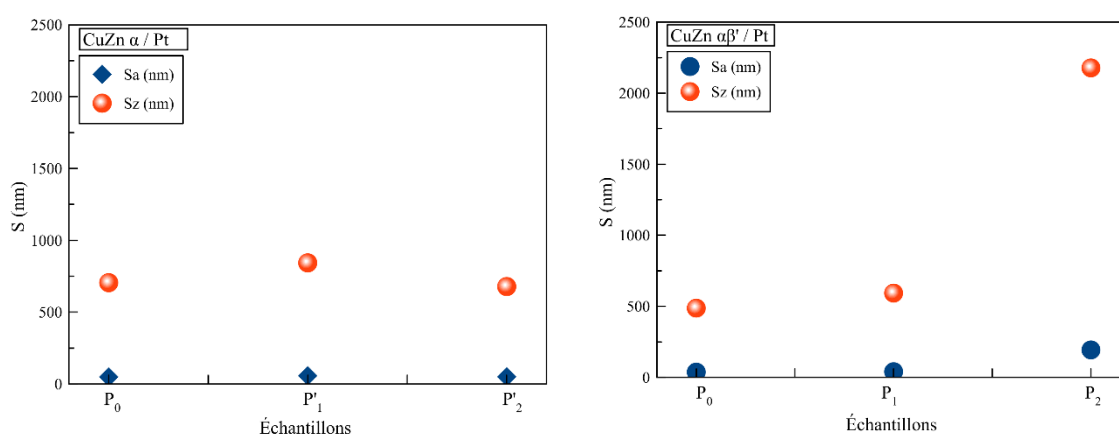 CuZn α / Pt
Sa (nm)
Sz (nm)
S (nm)
2500
2000
1500
1000
500
0
P₀
P'₁
P'₂
Échantillons
CuZn αβ' / Pt
Sa (nm)
Sz (nm)
S (nm)
2500
2000
1500
1000
500
0
P₀
P₁
P₂
Échantillons